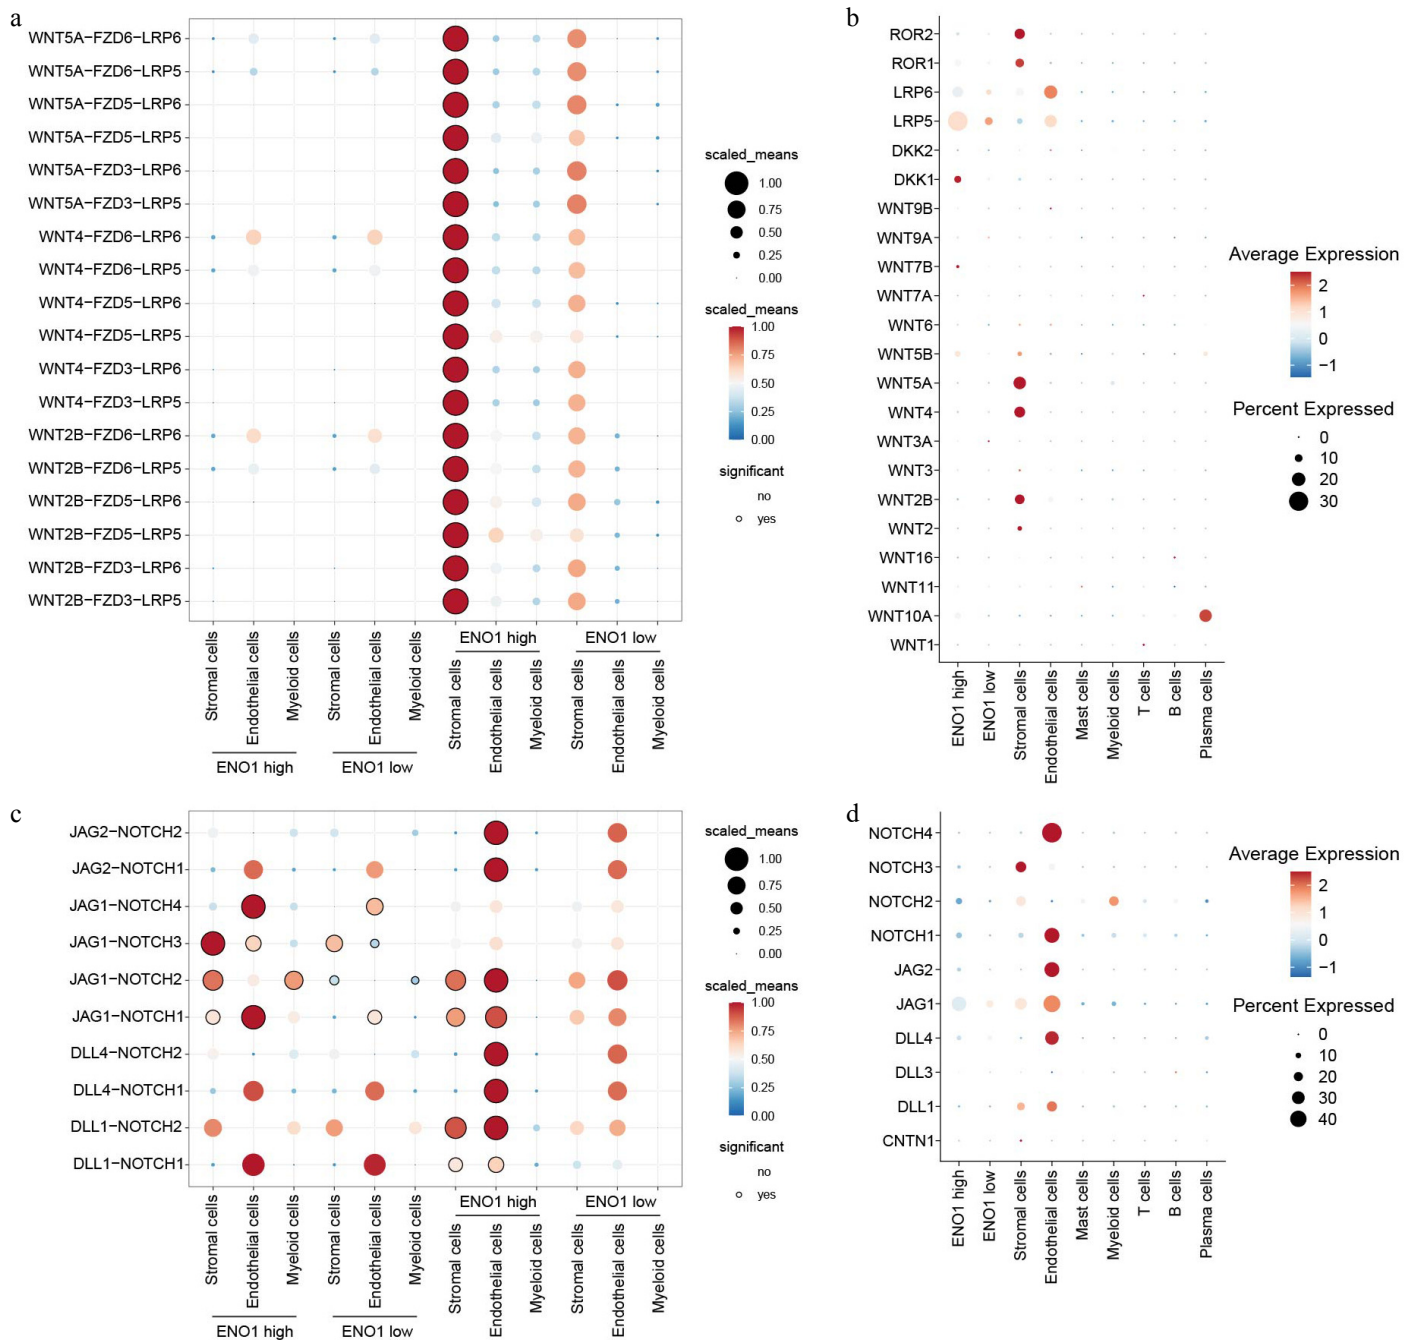 a
WNT5A−FZD6−LRP6
WNT5A−FZD6−LRP5
WNT5A−FZD5−LRP6
WNT5A−FZD5−LRP5
WNT5A−FZD3−LRP6
WNT5A−FZD3−LRP5
WNT4−FZD6−LRP6
WNT4−FZD6−LRP5
WNT4−FZD5−LRP6
WNT4−FZD5−LRP5
WNT4−FZD3−LRP6
WNT4−FZD3−LRP5
WNT2B−FZD6−LRP6
WNT2B−FZD6−LRP5
WNT2B−FZD5−LRP6
WNT2B−FZD5−LRP5
WNT2B−FZD3−LRP6
WNT2B−FZD3−LRP5
Stromal cells
Endothelial cells
Myeloid cells
ENO1 high
Stromal cells
Endothelial cells
Myeloid cells
ENO1 low
ENO1 high
Stromal cells
Endothelial cells
Myeloid cells
ENO1 low
Stromal cells
Endothelial cells
Myeloid cells
scaled_means
1.00
0.75
0.50
0.25
0.00
scaled_means
1.00
0.75
0.50
0.25
0.00
significant
no
yes
b
ROR2
ROR1
LRP6
LRP5
DKK2
DKK1
WNT9B
WNT9A
WNT7B
WNT7A
WNT6
WNT5B
WNT5A
WNT4
WNT3A
WNT3
WNT2B
WNT2
WNT16
WNT11
WNT10A
WNT1
ENO1 high
ENO1 low
Stromal cells
Endothelial cells
Mast cells
Myeloid cells
T cells
B cells
Plasma cells
Average Expression
2
1
0
−1
Percent Expressed
0
10
20
30
c
JAG2−NOTCH2
JAG2−NOTCH1
JAG1−NOTCH4
JAG1−NOTCH3
JAG1−NOTCH2
JAG1−NOTCH1
DLL4−NOTCH2
DLL4−NOTCH1
DLL1−NOTCH2
DLL1−NOTCH1
Stromal cells
Endothelial cells
Myeloid cells
ENO1 high
Stromal cells
Endothelial cells
Myeloid cells
ENO1 low
ENO1 high
Stromal cells
Endothelial cells
Myeloid cells
ENO1 low
Stromal cells
Endothelial cells
Myeloid cells
scaled_means
1.00
0.75
0.50
0.25
0.00
scaled_means
1.00
0.75
0.50
0.25
0.00
significant
no
yes
d
NOTCH4
NOTCH3
NOTCH2
NOTCH1
JAG2
JAG1
DLL4
DLL3
DLL1
CNTN1
ENO1 high
ENO1 low
Stromal cells
Endothelial cells
Mast cells
Myeloid cells
T cells
B cells
Plasma cells
Average Expression
2
1
0
−1
Percent Expressed
0
10
20
30
40